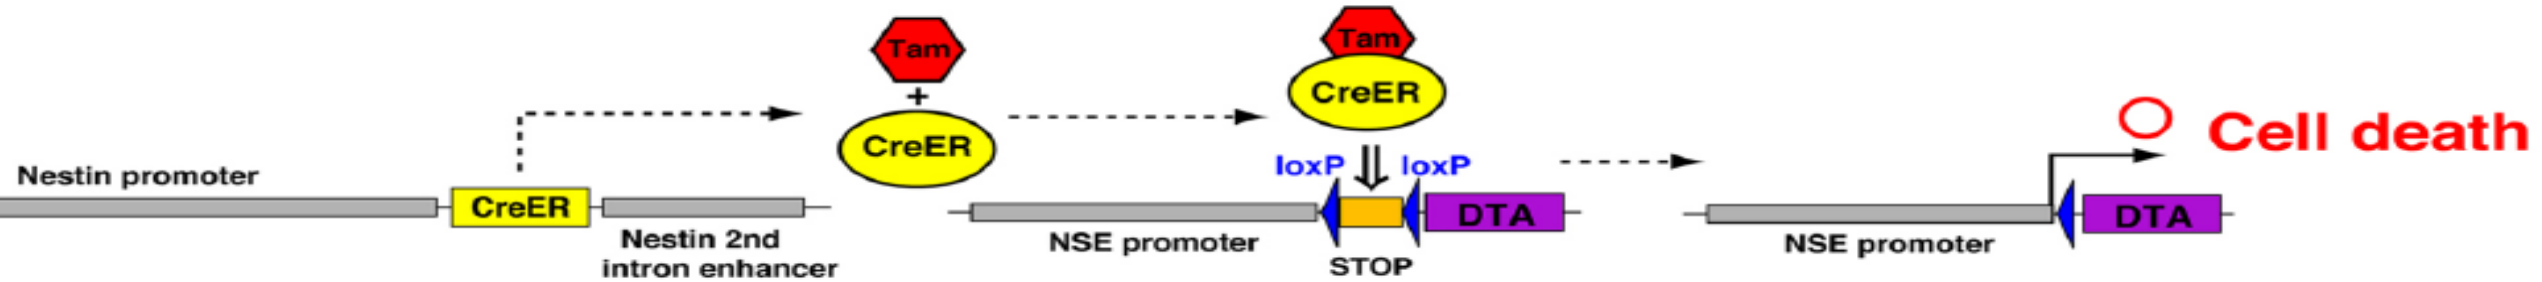 Nestin promoter
CreER
Nestin 2nd
intron enhancer
Tam
+
CreER
Tam
CreER
loxP loxP
DTA
NSE promoter
STOP
Cell death
DTA
NSE promoter